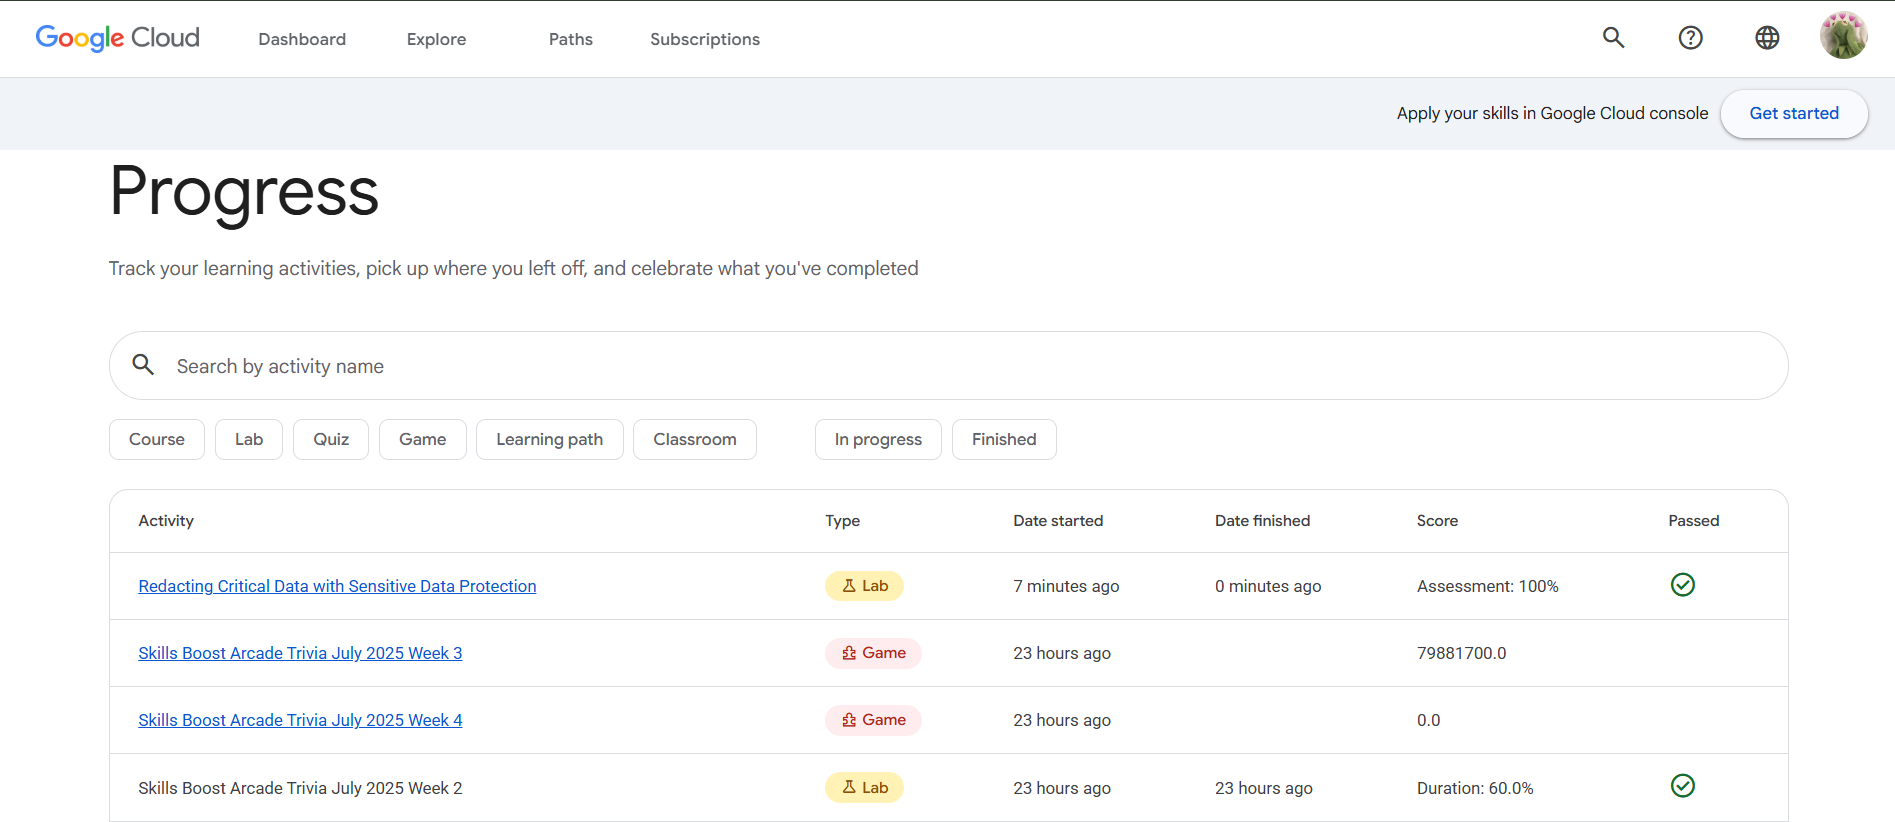 Google Cloud Dashboard Explore Paths Subscriptions
Apply your skills in Google Cloud console Get started
Progress
Track your learning activities, pick up where you left off, and celebrate what you've completed
Search by activity name
Course Lab Quiz Game Learning path Classroom In progress Finished
Activity Type Date started Date finished Score Passed
Redacting Critical Data with Sensitive Data Protection Lab 7 minutes ago 0 minutes ago Assessment: 100%
Skills Boost Arcade Trivia July 2025 Week 3 Game 23 hours ago 79881700.0
Skills Boost Arcade Trivia July 2025 Week 4 Game 23 hours ago 0.0
Skills Boost Arcade Trivia July 2025 Week 2 Lab 23 hours ago 23 hours ago Duration: 60.0%